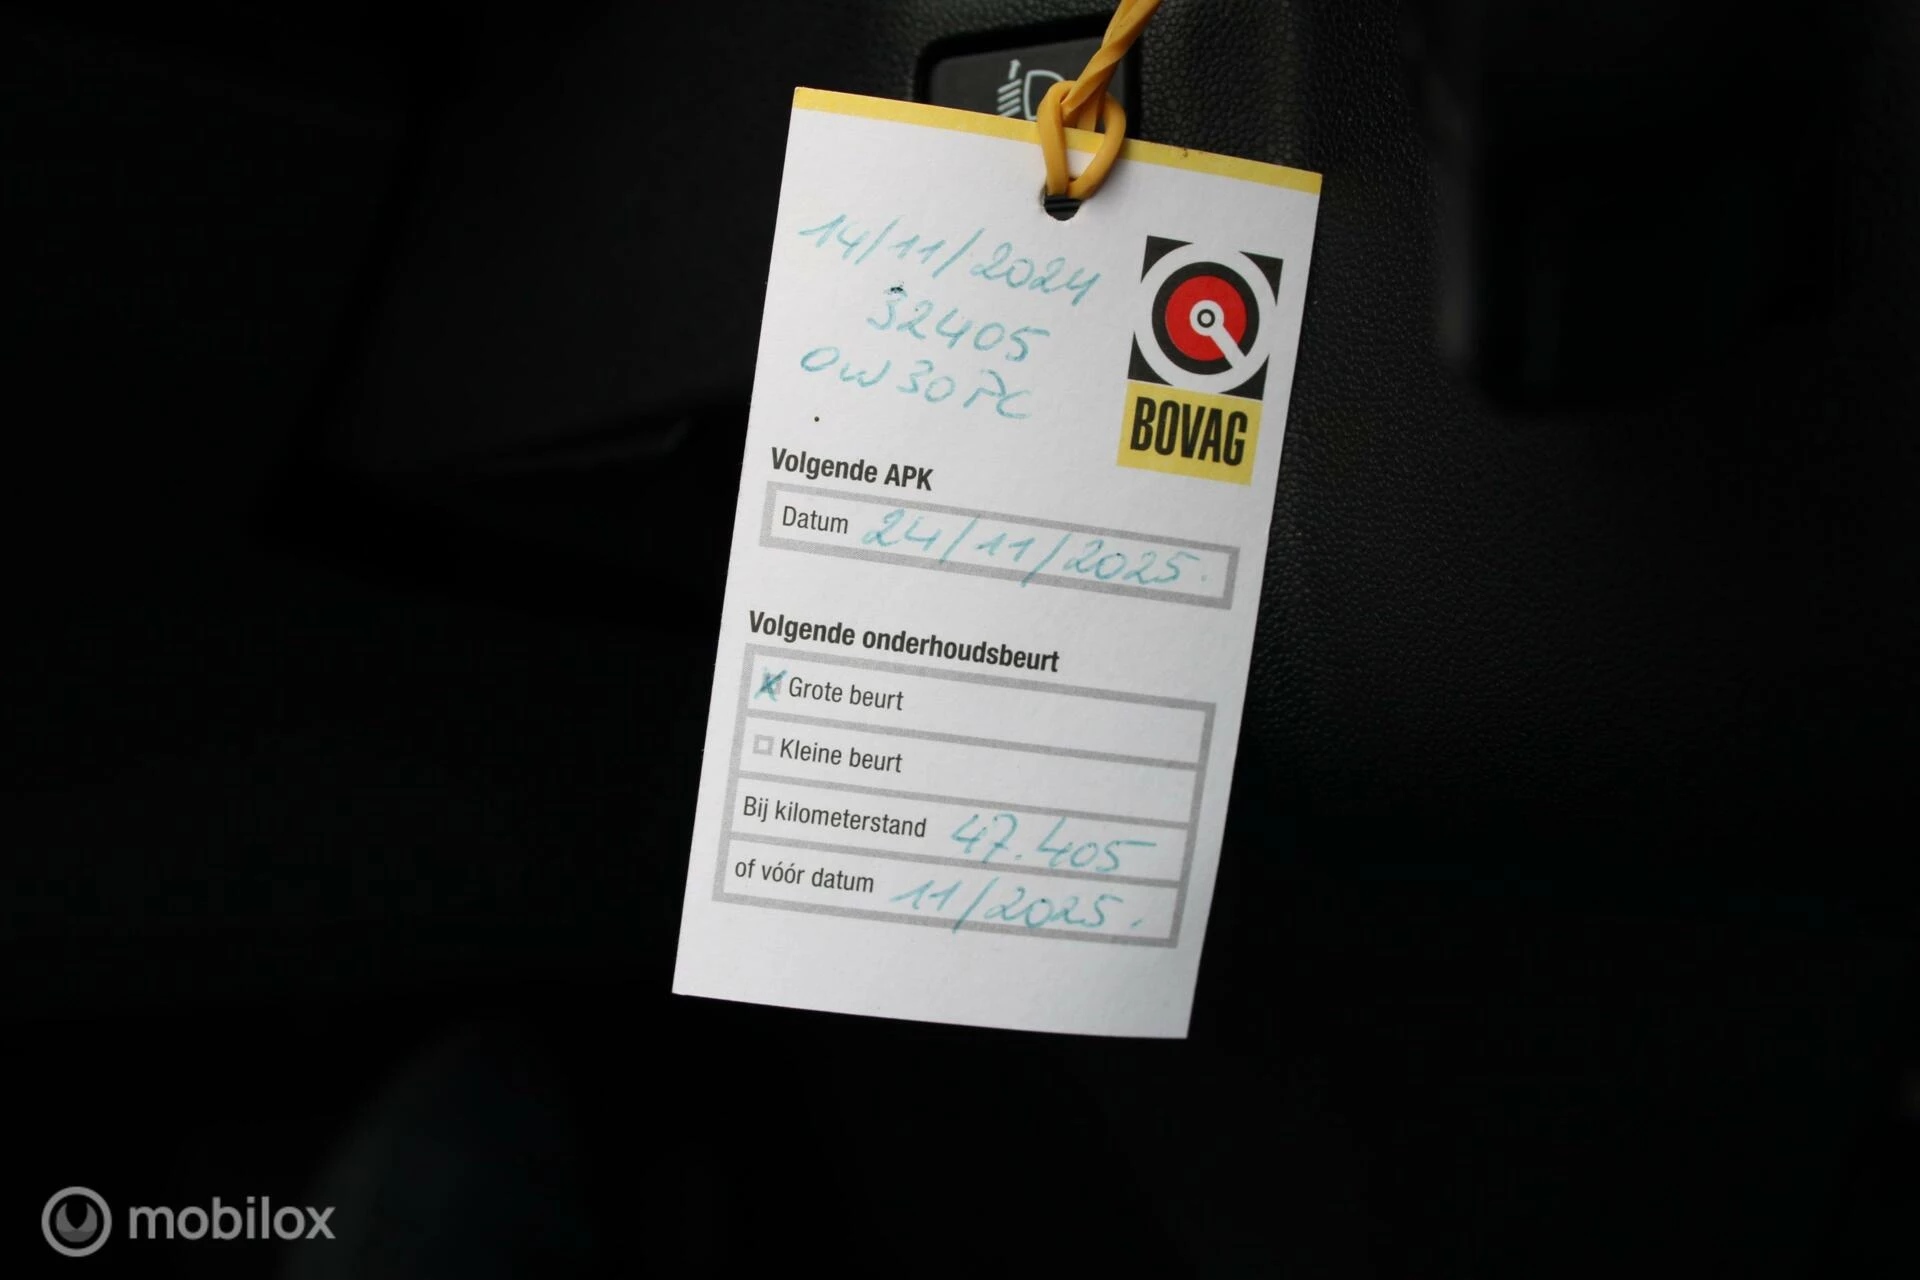 14/11/2024
32405
0W30 PC
BOVAG
Volgende APK
Datum 24/11/2025.
Volgende onderhoudsbeurt
Grote beurt
Kleine beurt
Bij kilometerstand 47.405
of vóór datum 11/2025.
mobilox